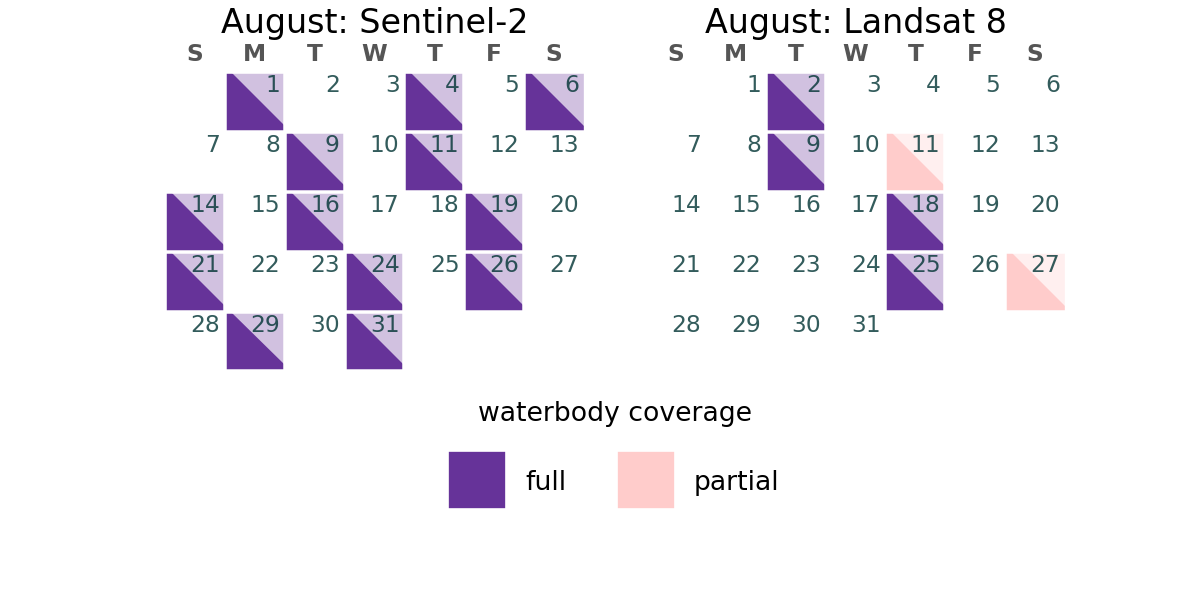 August: Sentinel-2
S M T W T F S
1 2 3 4 5 6
7 8 9 10 11 12 13
14 15 16 17 18 19 20
21 22 23 24 25 26 27
28 29 30 31
August: Landsat 8
S M T W T F S
1 2 3 4 5 6
7 8 9 10 11 12 13
14 15 16 17 18 19 20
21 22 23 24 25 26 27
28 29 30 31
waterbody coverage
full partial